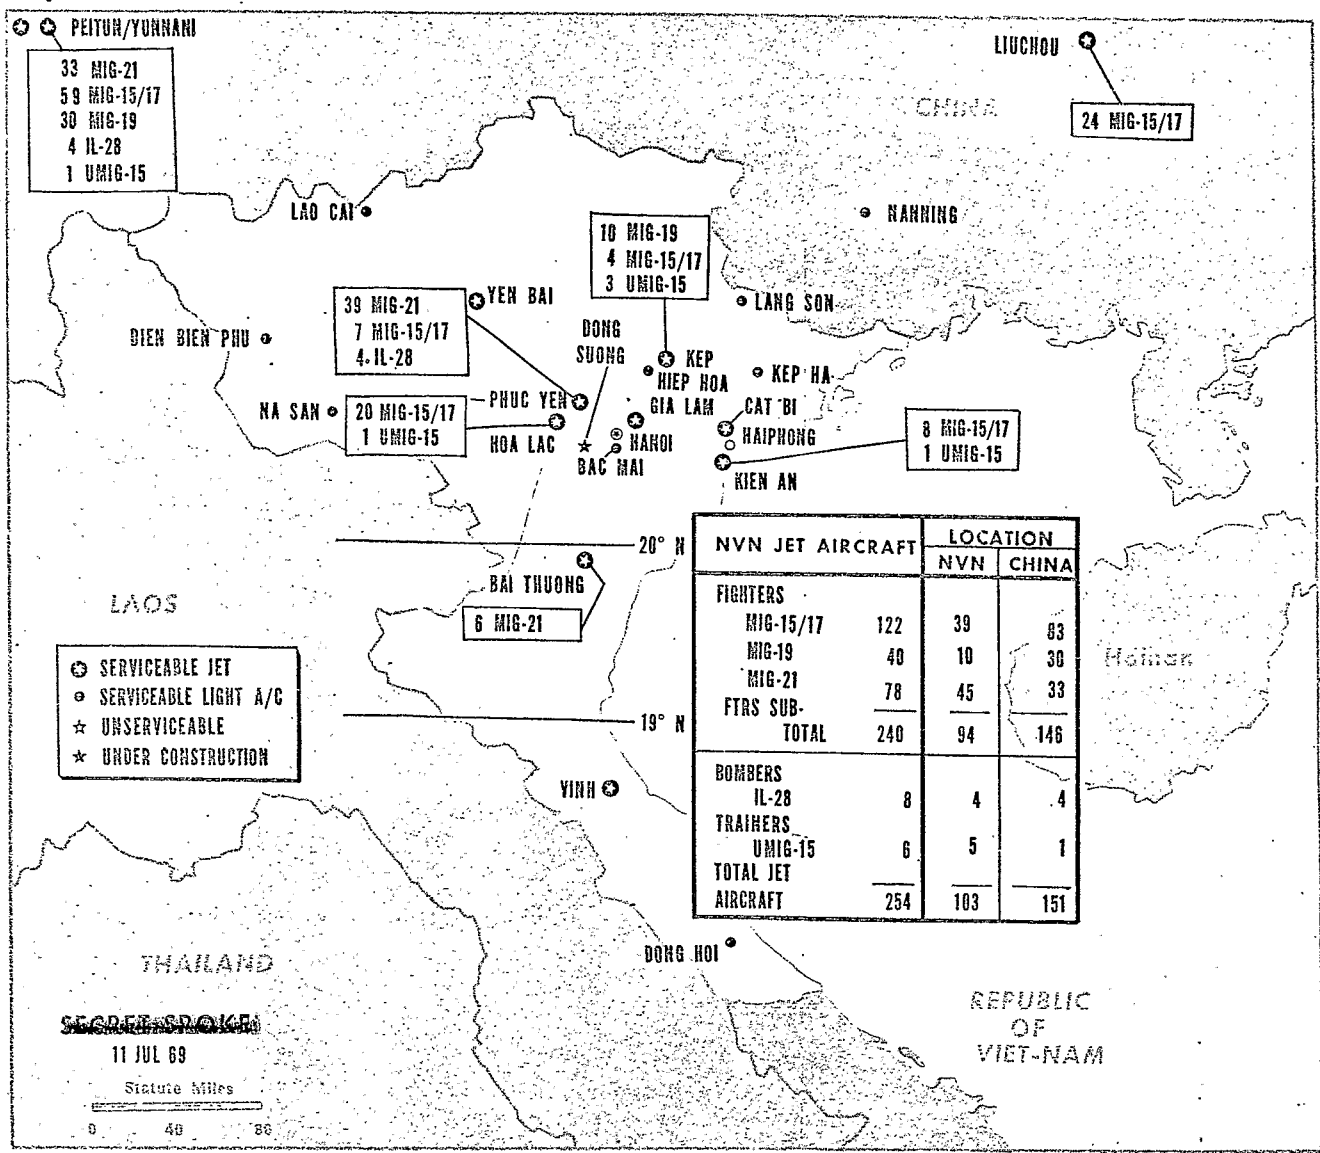 PEITUN/YUNNANI
33 MIG-21
59 MIG-15/17
30 MIG-19
4 IL-28
1 UMIG-15
LIUCHOU
24 MIG-15/17
CHINA
LAO CAI
NANNING
10 MIG-19
4 MIG-15/17
3 UMIG-15
YEN BAI
LANG SON
39 MIG-21
7 MIG-15/17
4 IL-28
DIEN BIEN PHU
DONG
SUONG
KEP
HIEP HOA
KEP HA
NA SAN
PHUC YEN
GIA LAM
CAT BI
20 MIG-15/17
1 UMIG-15
HOA LAC
HANOI
HAIPHONG
BAC MAI
KIEN AN
8 MIG-15/17
1 UMIG-15
20° N
BAI THUONG
6 MIG-21
LAOS
Hainan
NVN JET AIRCRAFT LOCATION
NVN CHINA
FIGHTERS
MIG-15/17 122 39 83
MIG-19 40 10 30
MIG-21 78 45 33
FTRS SUB-
TOTAL 240 94 146
BOMBERS
IL-28 8 4 4
TRAINERS
UMIG-15 6 5 1
TOTAL JET
AIRCRAFT 254 103 151
SERVICEABLE JET
SERVICEABLE LIGHT A/C
UNSERVICEABLE
UNDER CONSTRUCTION
19° N
VINH
DONG HOI
THAILAND
REPUBLIC
OF
VIET-NAM
SECRET SPOKE
11 JUL 69
Statute Miles
0 40 80